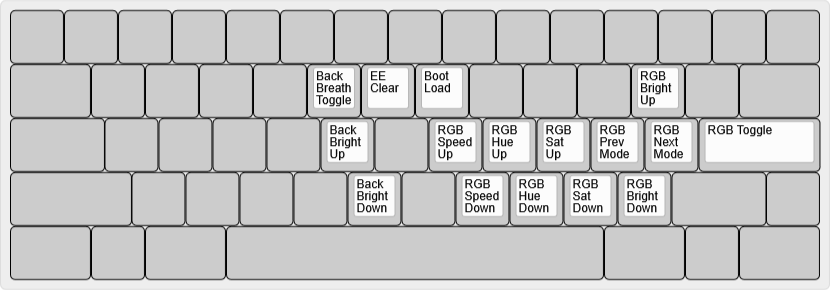 Back
Breath
Toggle
EE
Clear
Boot
Load
RGB
Bright
Up
Back
Bright
Up
RGB
Speed
Up
RGB
Hue
Up
RGB
Sat
Up
RGB
Prev
Mode
RGB
Next
Mode
RGB Toggle
Back
Bright
Down
RGB
Speed
Down
RGB
Hue
Down
RGB
Sat
Down
RGB
Bright
Down